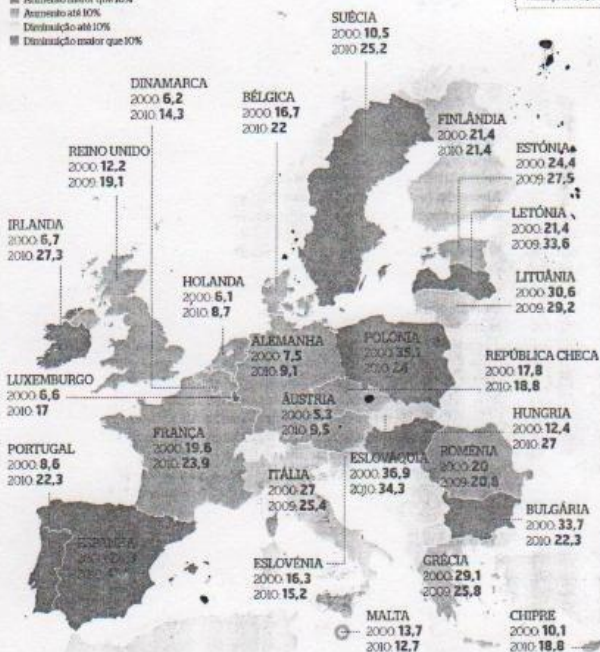 Aumento maior que 10%
Aumento até 10%
Diminuição até 10%
Diminuição maior que 10%
SUÉCIA
2000: 10,5
2010: 25,2
DINAMARCA
2000: 6,2
2010: 14,3
BÉLGICA
2000: 16,7
2010: 22
FINLÂNDIA
2000: 21,4
2010: 21,4
REINO UNIDO
2000: 12,2
2009: 19,1
ESTÓNIA
2000: 24,4
2009: 27,5
LETÓNIA
2000: 21,4
2009: 33,6
IRLANDA
2000: 6,7
2010: 27,3
HOLANDA
2000: 6,1
2010: 8,7
LITUÂNIA
2000: 30,6
2009: 29,2
ALEMANHA
2000: 7,5
2010: 9,1
POLÓNIA
2000: 35,1
REPÚBLICA CHECA
2000: 17,8
2010: 18,8
LUXEMBURGO
2000: 6,6
2010: 17
ÁUSTRIA
2000: 5,3
2010: 9,5
HUNGRIA
2000: 12,4
2010: 27
FRANÇA
2000: 19,6
2010: 23,9
ESLOVÁQUIA
2000: 36,9
2010: 34,3
ROMENIA
2000: 20
2009: 20,8
PORTUGAL
2000: 8,6
2010: 22,3
ITÁLIA
2000: 27
2009: 25,4
BULGÁRIA
2000: 33,7
2010: 22,3
ESPANHA
ESLOVÉNIA
2000: 16,3
2010: 15,2
GRÉCIA
2000: 29,1
2009: 25,8
MALTA
2000: 13,7
2010: 12,7
CHIPRE
2000: 10,1
2010: 18,8